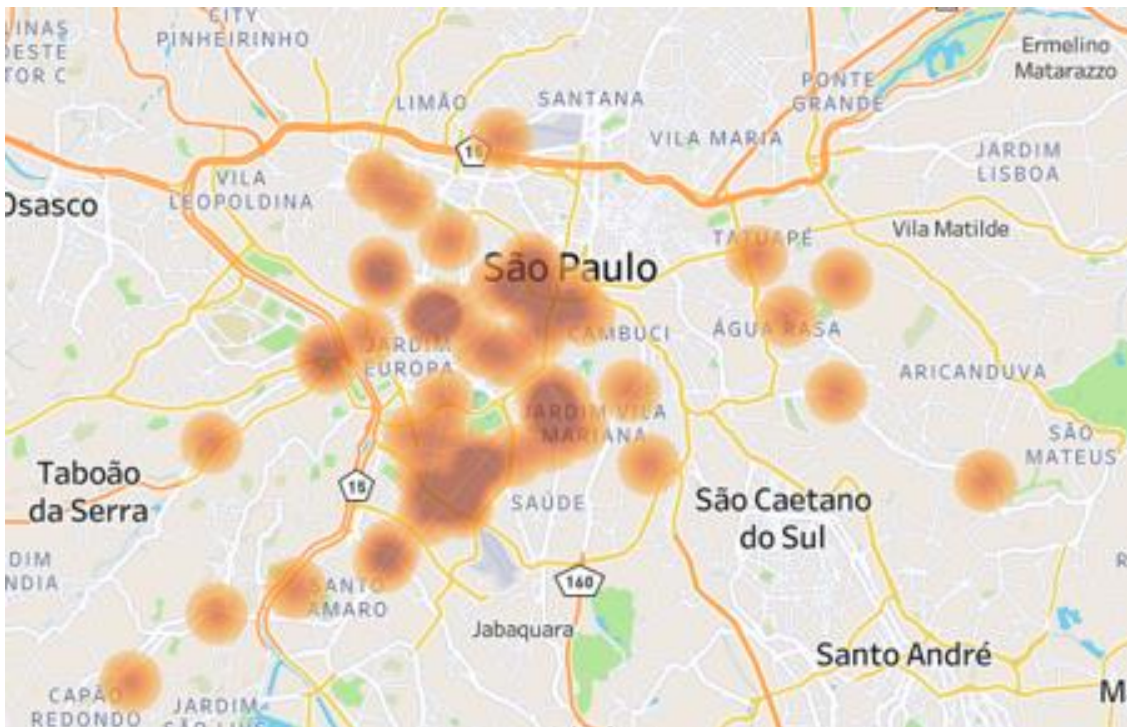 CITY
PINHEIRINHO
Ermelino
Matarazzo
PONTE
GRANDE
LIMÃO
SANTANA
VILA MARIA
JARDIM
LISBOA
VILA
LEOPOLDINA
Osasco
TATUAPÉ
Vila Matilde
São Paulo
CAMBUCI
ÁGUA RASA
JARDIM
EUROPA
ARICANDUVA
JARDIM VILA
MARIANA
SÃO
MATEUS
Taboão
da Serra
15
SAÚDE
São Caetano
do Sul
160
SANTO
AMARO
Jabaquara
Santo André
CAPÃO
REDONDO
JARDIM